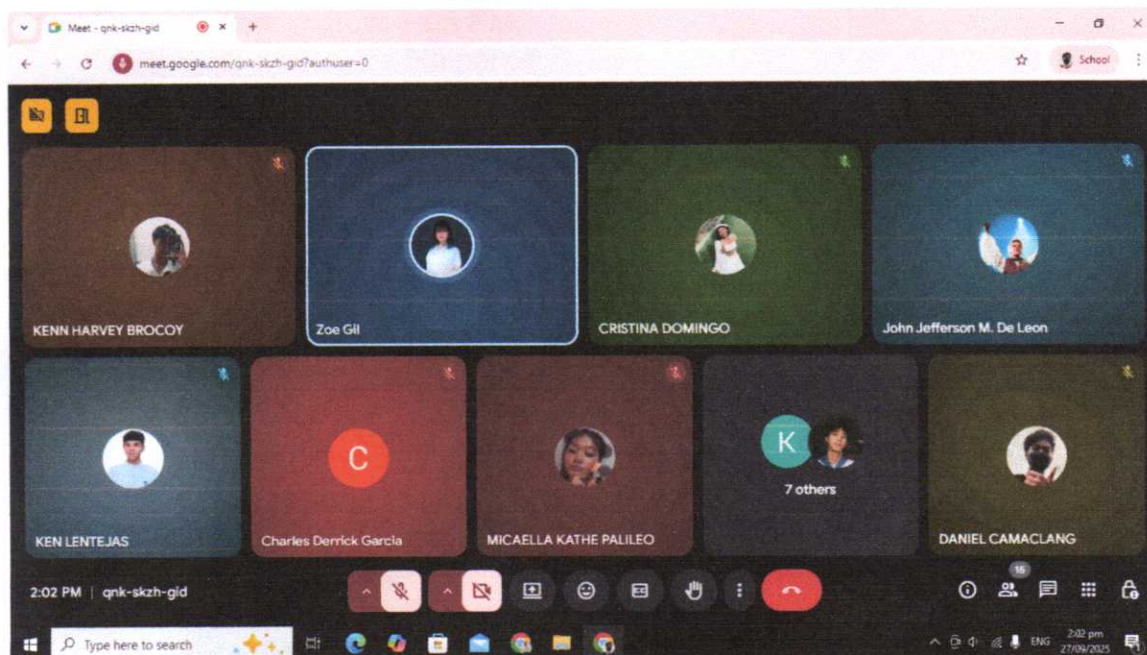 Meet - qnk-skzh-gid
meet.google.com/qnk-skzh-gid?authuser=0
School
KENN HARVEY BROCOY
Zoe Gil
CRISTINA DOMINGO
John Jefferson M. De Leon
C
K
7 others
KEN LENTEJAS
Charles Derrick Garcia
MICAELLA KATHE PALILEO
DANIEL CAMACLANG
16
2:02 PM | qnk-skzh-gid
Type here to search
ENG
2:02 pm
27/09/2025